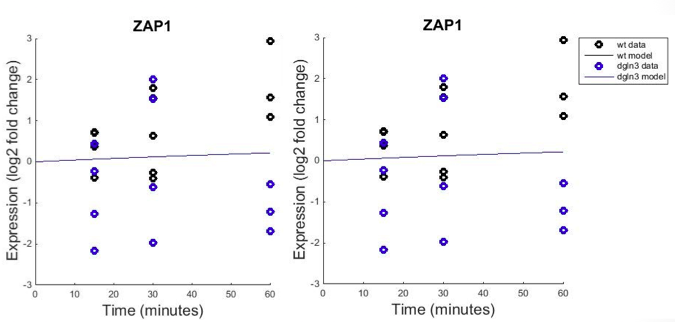 ZAP1
Expression (log2 fold change)
3
2
1
0
-1
-2
-3
0
10
20
30
40
50
60
Time (minutes)
ZAP1
Expression (log2 fold change)
3
2
1
0
-1
-2
-3
0
10
20
30
40
50
60
Time (minutes)
wt data
wt model
dgln3 data
dgln3 model